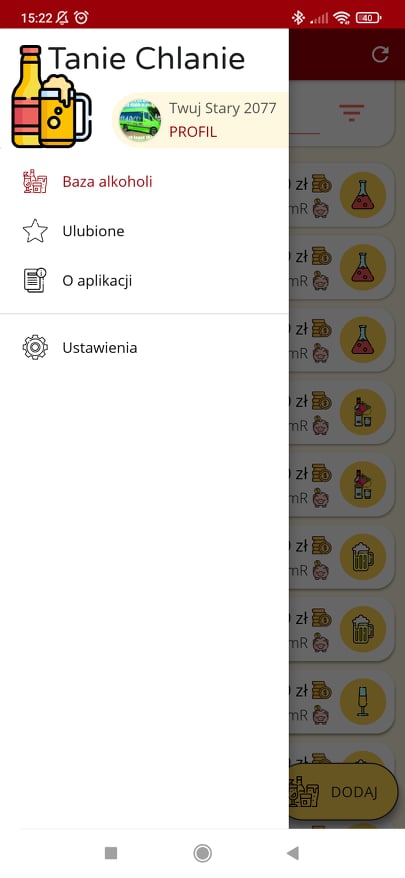 15:22
40
Tanie Chlanie
Twuj Stary 2077
PROFIL
Baza alkoholi
Ulubione
O aplikacji
Ustawienia
zł
mR
zł
mR
zł
mR
zł
mR
zł
mR
zł
mR
zł
mR
zł
mR
DODAJ